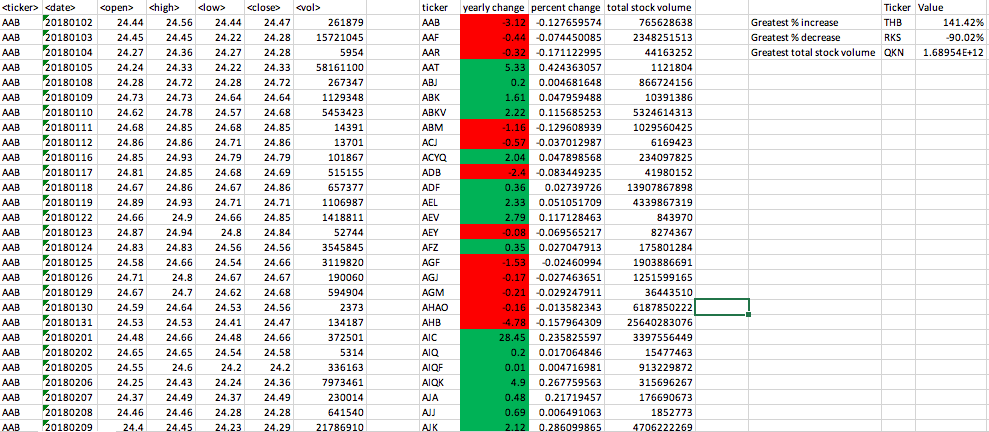 <ticker> <date> <open> <high> <low> <close> <vol> ticker yearly change percent change total stock volume Ticker Value
AAB 20180102 24.44 24.56 24.44 24.47 261879 AAB -3.12 -0.127659574 765628638 Greatest % increase THB 141.42%
AAB 20180103 24.45 24.45 24.22 24.28 15721045 AAF -0.44 -0.074450085 2348251513 Greatest % decrease RKS -90.02%
AAB 20180104 24.27 24.36 24.27 24.28 5954 AAR -0.32 -0.171122995 44163252 Greatest total stock volume QKN 1.68954E+12
AAB 20180105 24.24 24.33 24.22 24.33 58161100 AAT 5.33 0.424363057 1121804
AAB 20180108 24.28 24.72 24.28 24.72 267347 ABJ 0.2 0.004681648 866724156
AAB 20180109 24.73 24.73 24.64 24.64 1129348 ABK 1.61 0.047959488 10391386
AAB 20180110 24.62 24.78 24.57 24.68 5453423 ABKV 2.22 0.115685253 5324614313
AAB 20180111 24.68 24.85 24.68 24.85 14391 ABM -1.16 -0.129608939 1029560425
AAB 20180112 24.86 24.86 24.71 24.86 13701 ACJ -0.57 -0.037012987 6169423
AAB 20180116 24.85 24.93 24.79 24.79 101867 ACYQ 2.04 0.047898568 234097825
AAB 20180117 24.81 24.85 24.68 24.69 515155 ADB -2.4 -0.083449235 41980152
AAB 20180118 24.67 24.86 24.67 24.86 657377 ADF 0.36 0.02739726 13907867898
AAB 20180119 24.89 24.93 24.71 24.71 1106987 AEL 2.33 0.051051709 4339867319
AAB 20180122 24.66 24.9 24.66 24.85 1418811 AEV 2.79 0.117128463 843970
AAB 20180123 24.87 24.94 24.8 24.84 52744 AEY -0.08 -0.069565217 8274367
AAB 20180124 24.83 24.83 24.56 24.56 3545845 AFZ 0.35 0.027047913 175801284
AAB 20180125 24.58 24.66 24.54 24.66 3119820 AGF -1.53 -0.02460994 1903886691
AAB 20180126 24.71 24.8 24.67 24.67 190060 AGJ -0.17 -0.027463651 1251599165
AAB 20180129 24.67 24.7 24.62 24.68 594904 AGM -0.21 -0.029247911 36443510
AAB 20180130 24.59 24.64 24.53 24.56 2373 AHAO -0.16 -0.013582343 6187850222
AAB 20180131 24.53 24.53 24.41 24.47 134187 AHB -4.78 -0.157964309 25640283076
AAB 20180201 24.48 24.66 24.48 24.66 372501 AIC 28.45 0.235825597 3397556449
AAB 20180202 24.65 24.65 24.54 24.58 5314 AIQ 0.2 0.017064846 15477463
AAB 20180205 24.55 24.6 24.2 24.2 336163 AIQF 0.01 0.004716981 913229872
AAB 20180206 24.25 24.43 24.24 24.36 7973461 AIQK 4.9 0.267759563 315696267
AAB 20180207 24.37 24.49 24.37 24.49 230014 AJA 0.48 0.21719457 176690673
AAB 20180208 24.46 24.46 24.28 24.28 641540 AJJ 0.69 0.006491063 1852773
AAB 20180209 24.4 24.45 24.23 24.29 21786910 AJK 2.12 0.286099865 4706222269